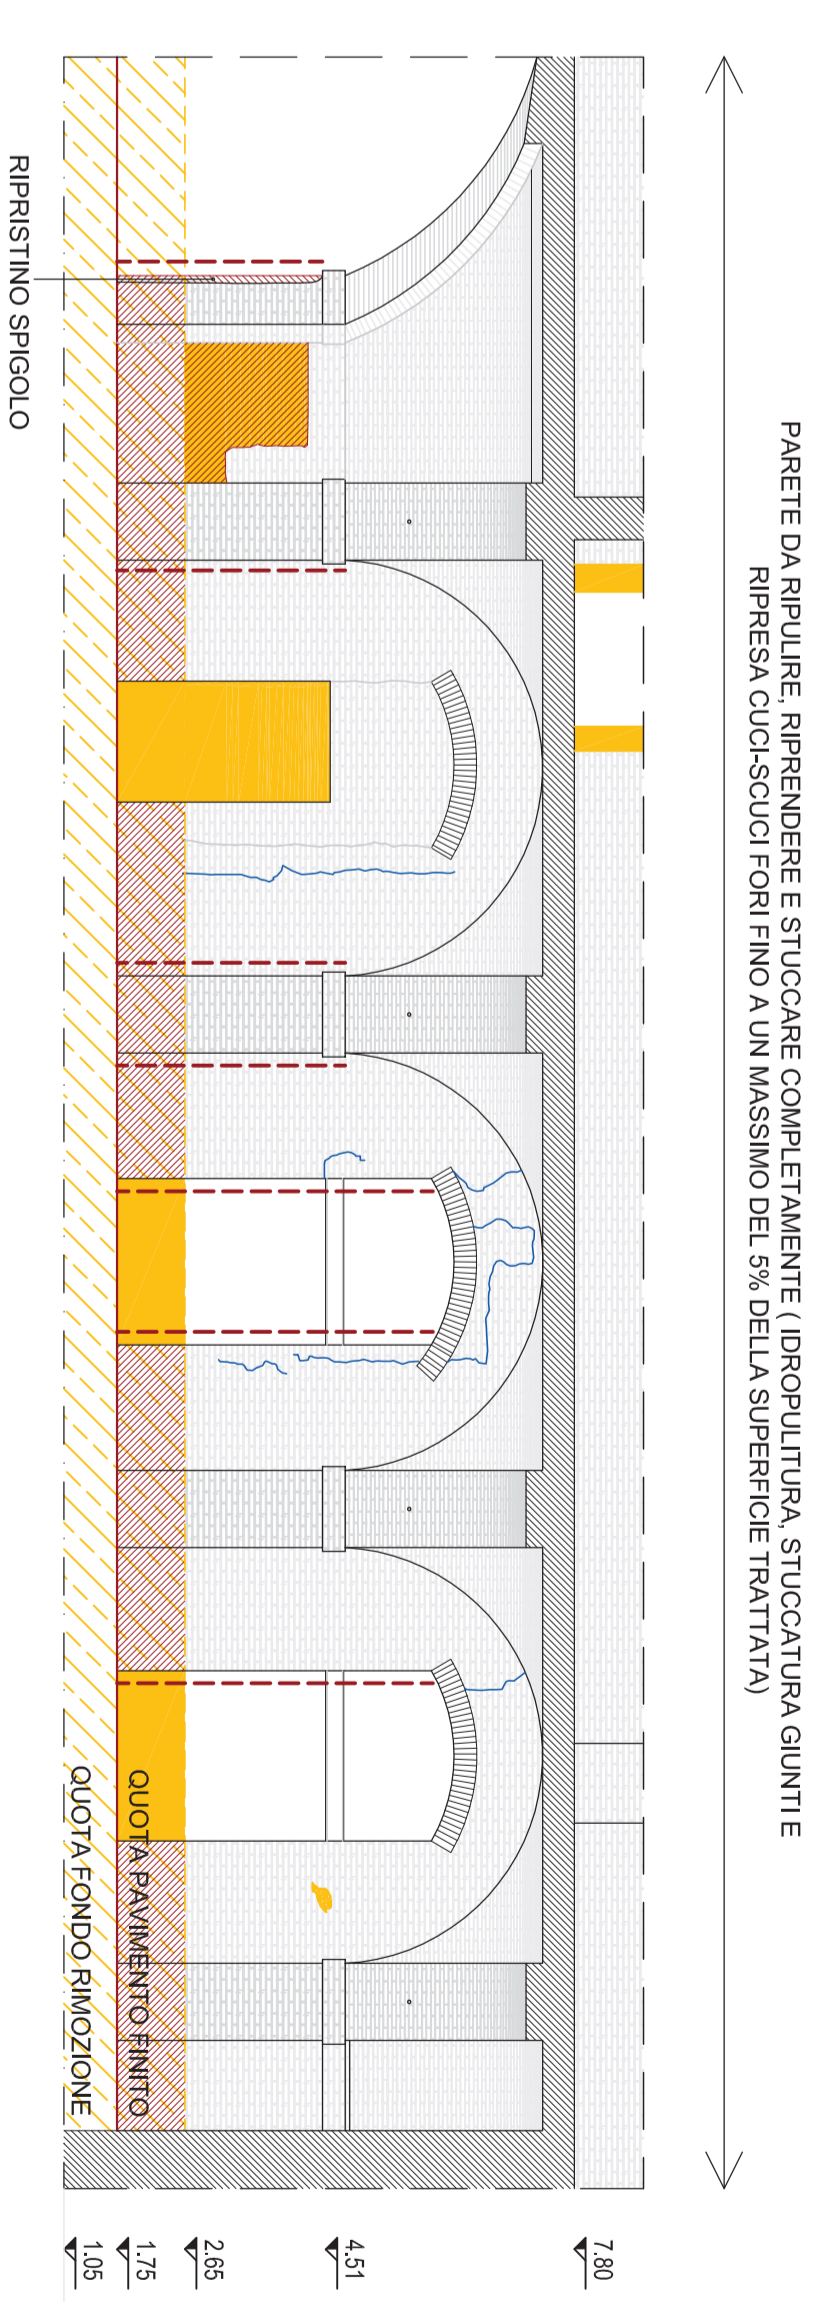 PARETE DA RIPULIRE, RIPRENDERE E STUCCARE COMPLETAMENTE ( IDROPULITURA, STUCCATURA GIUNTI E
RIPRESA CUCI-SCUCI FORI FINO A UN MASSIMO DEL 5% DELLA SUPERFICIE TRATTATA)
7.80
4.51
2.65
1.75
1.05
QUOTA PAVIMENTO FINITO
QUOTA FONDO RIMOZIONE
RIPRISTINO SPIGOLO